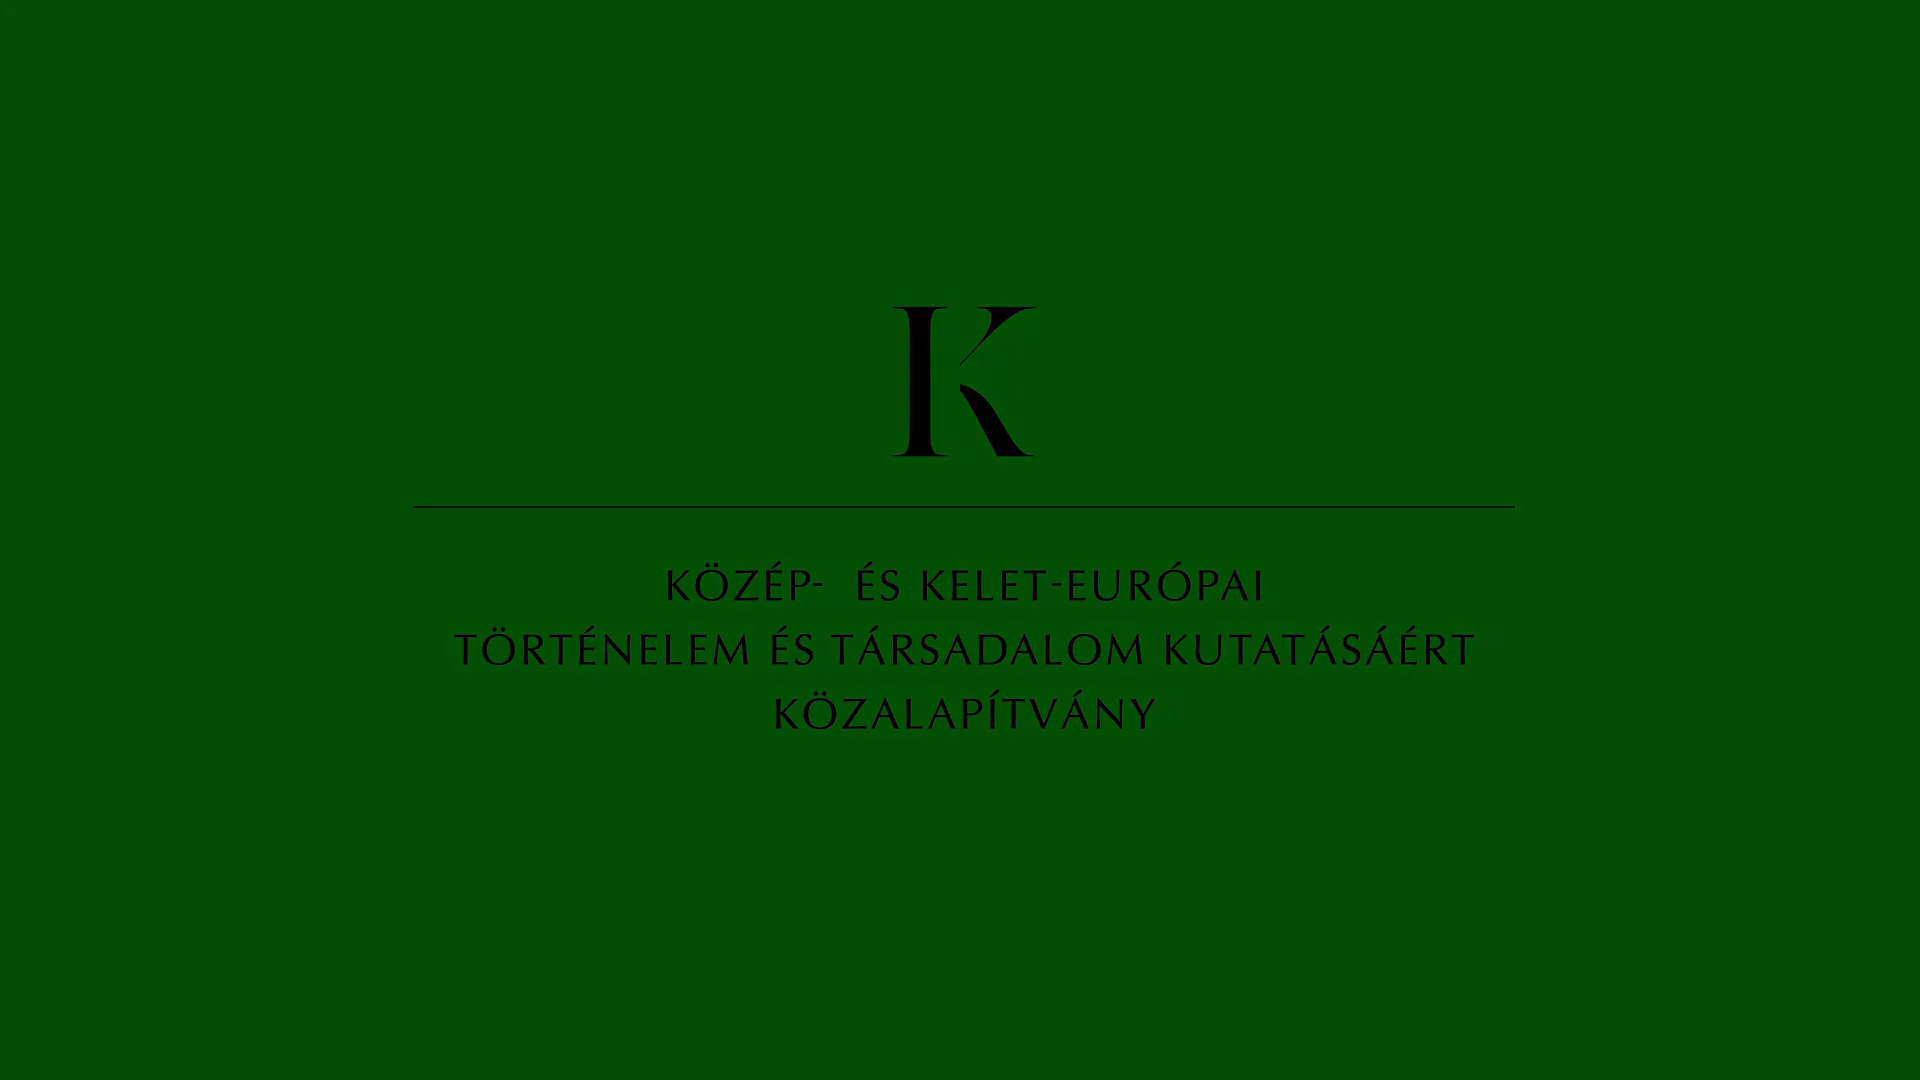 K
KÖZÉP- ÉS KELET-EURÓPAI
TÖRTÉNELEM ÉS TÁRSADALOM KUTATÁSÁÉRT
KÖZALAPÍTVÁNY